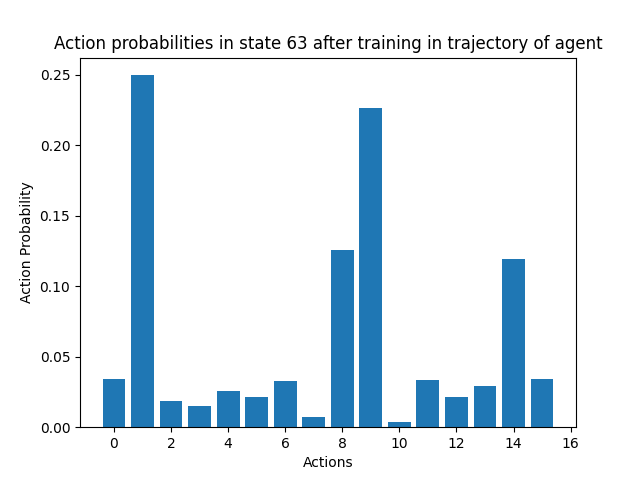 Action probabilities in state 63 after training in trajectory of agent
0.25
0.20
0.15
0.10
0.05
0.00
Action Probability
0 2 4 6 8 10 12 14 16
Actions